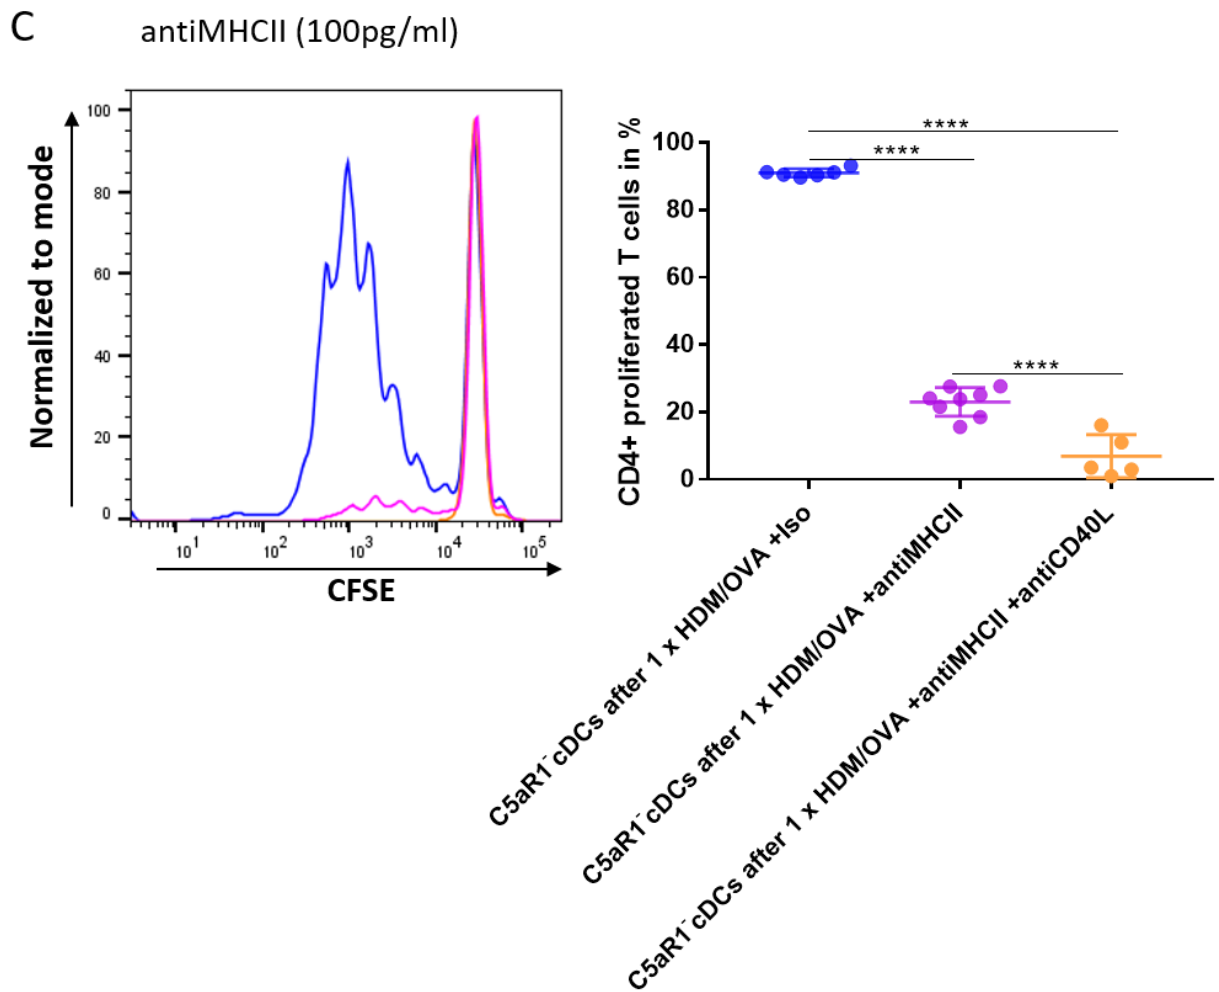 C
antiMHCII (100pg/ml)
Normalized to mode
100
80
60
40
20
0
10¹ 10² 10³ 10⁴ 10⁵
CFSE
CD4+ proliferated T cells in %
100
80
60
40
20
0
****
****
****
C5aR1⁻cDCs after 1 x HDM/OVA +Iso
C5aR1⁻cDCs after 1 x HDM/OVA +antiMHCII
C5aR1⁻cDCs after 1 x HDM/OVA +antiMHCII +antiCD40L